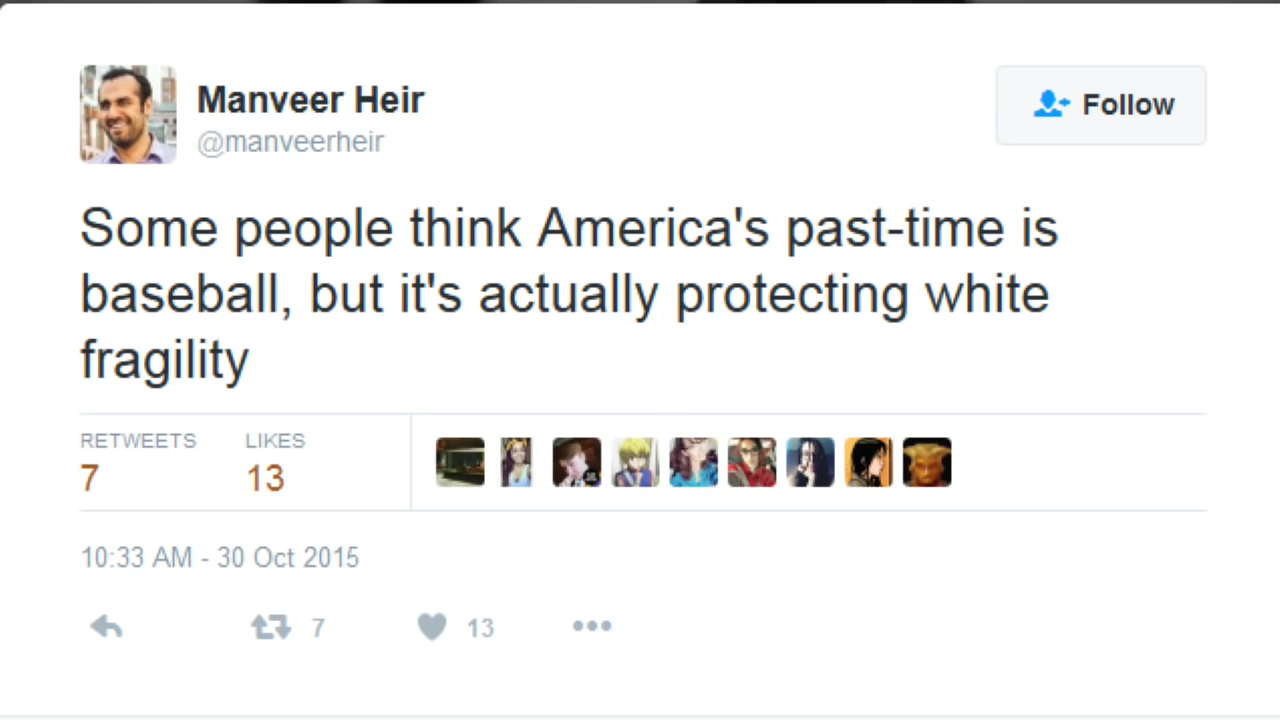 Manveer Heir
@manveerheir
Follow
Some people think America's past-time is
baseball, but it's actually protecting white
fragility
RETWEETS LIKES
7 13
10:33 AM - 30 Oct 2015
7 13